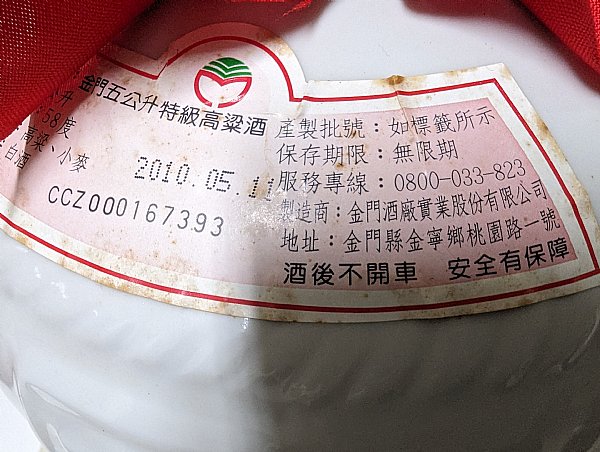 金門五公升特級高粱酒
升
58度
高粱、小麥
白酒
2010.05.11
CCZ000167393
產製批號：如標籤所示
保存期限：無限期
服務專線：0800-033-823
製造商：金門酒廠實業股份有限公司
地址：金門縣金寧鄉桃園路一號
酒後不開車 安全有保障